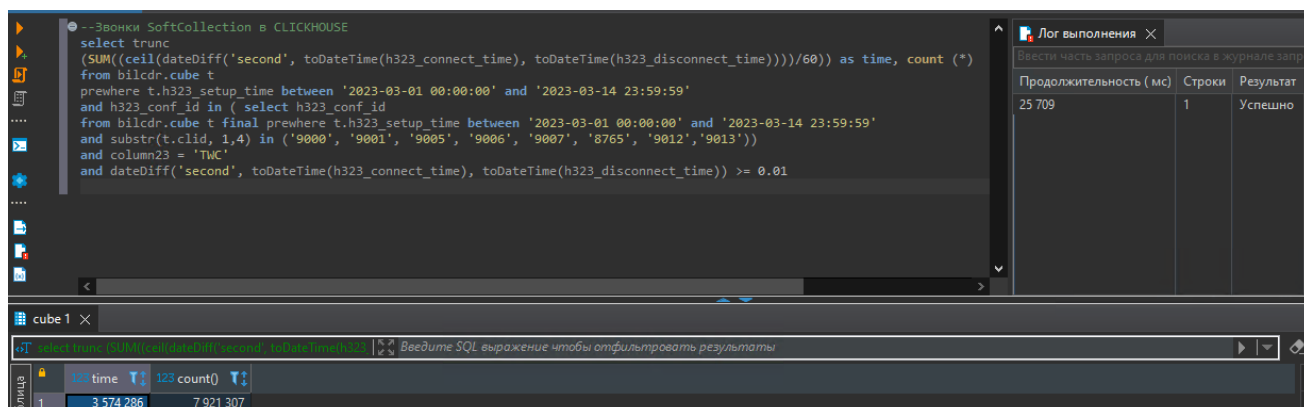 --Звонки SoftCollection в CLICKHOUSE
select trunc
(SUM((ceil(dateDiff('second', toDateTime(h323_connect_time), toDateTime(h323_disconnect_time))))/60)) as time, count (*)
from bilcdr.cube t
prewhere t.h323_setup_time between '2023-03-01 00:00:00' and '2023-03-14 23:59:59'
and h323_conf_id in ( select h323_conf_id
from bilcdr.cube t final prewhere t.h323_setup_time between '2023-03-01 00:00:00' and '2023-03-14 23:59:59'
and substr(t.clid, 1,4) in ('9000', '9001', '9005', '9006', '9007', '8765', '9012','9013'))
and column23 = 'TWC'
and dateDiff('second', toDateTime(h323_connect_time), toDateTime(h323_disconnect_time)) >= 0.01
Лог выполнения
Ввести часть запроса для поиска в журнале запр
Продолжительность ( мс) Строки Результат
25 709 1 Успешно
cube 1
select trunc (SUM((ceil(dateDiff('second', toDateTime(h323 Введите SQL выражение чтобы отфильтровать результаты
123 time 123 count()
1 3 574 286 7 921 307